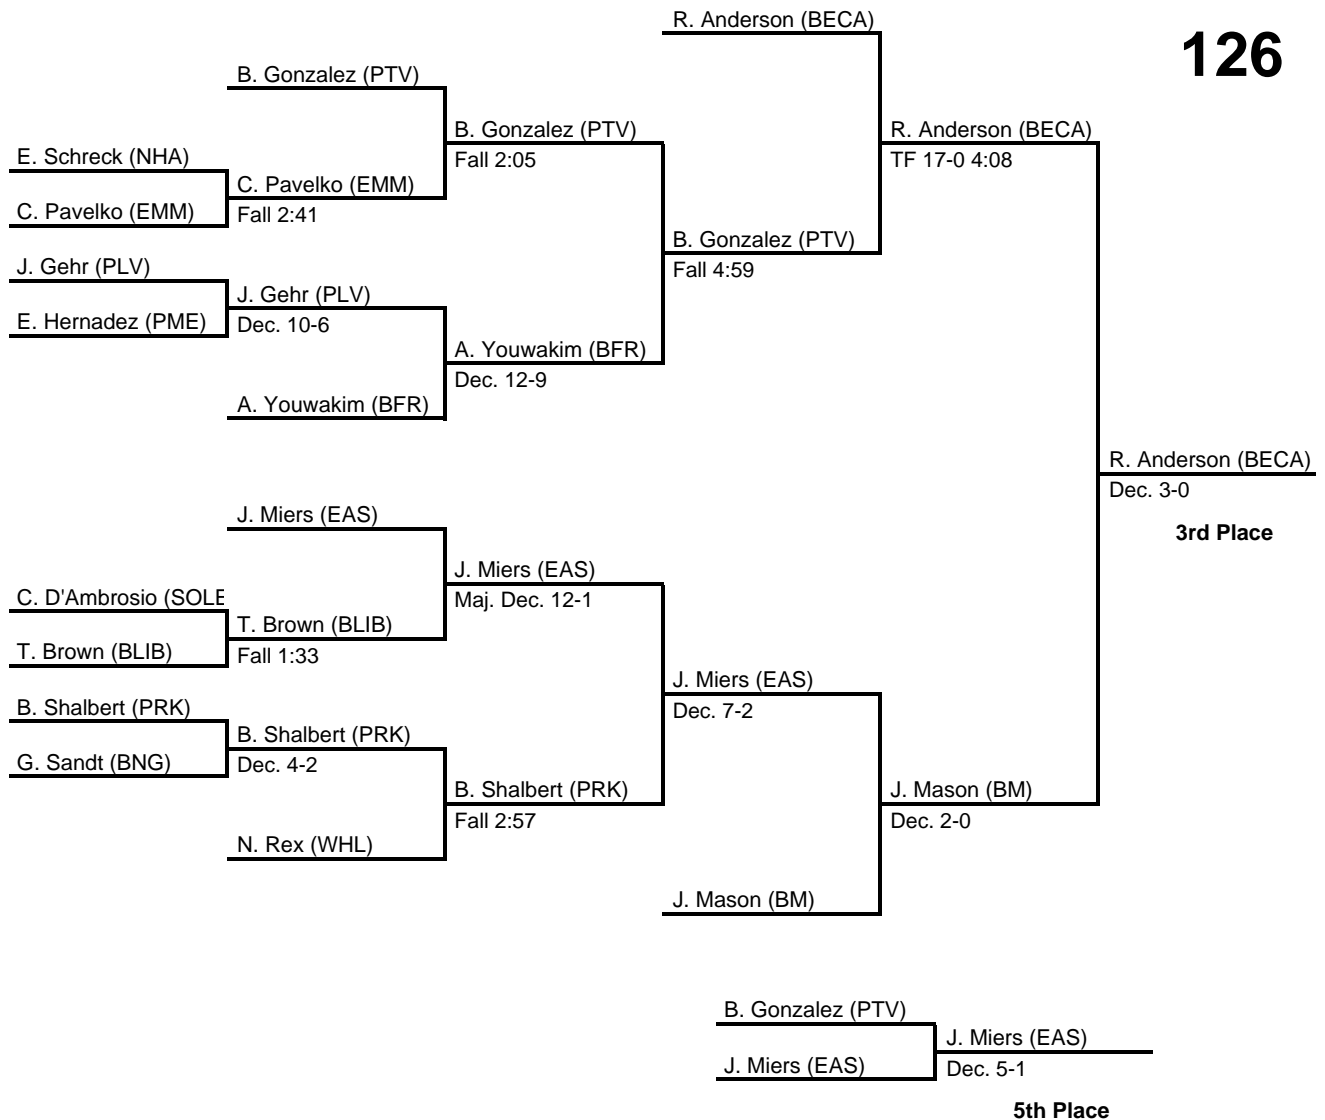 R. Anderson (BECA)
126
B. Gonzalez (PTV)
B. Gonzalez (PTV)
Fall 2:05
R. Anderson (BECA)
TF 17-0 4:08
E. Schreck (NHA)
C. Pavelko (EMM)
Fall 2:41
C. Pavelko (EMM)
B. Gonzalez (PTV)
Fall 4:59
J. Gehr (PLV)
J. Gehr (PLV)
Dec. 10-6
E. Hernadez (PME)
A. Youwakim (BFR)
Dec. 12-9
A. Youwakim (BFR)
R. Anderson (BECA)
Dec. 3-0
3rd Place
J. Miers (EAS)
J. Miers (EAS)
Maj. Dec. 12-1
C. D'Ambrosio (SOLE
T. Brown (BLIB)
Fall 1:33
T. Brown (BLIB)
J. Miers (EAS)
Dec. 7-2
B. Shalbert (PRK)
B. Shalbert (PRK)
Dec. 4-2
G. Sandt (BNG)
B. Shalbert (PRK)
Fall 2:57
J. Mason (BM)
Dec. 2-0
N. Rex (WHL)
J. Mason (BM)
B. Gonzalez (PTV)
J. Miers (EAS)
Dec. 5-1
J. Miers (EAS)
5th Place